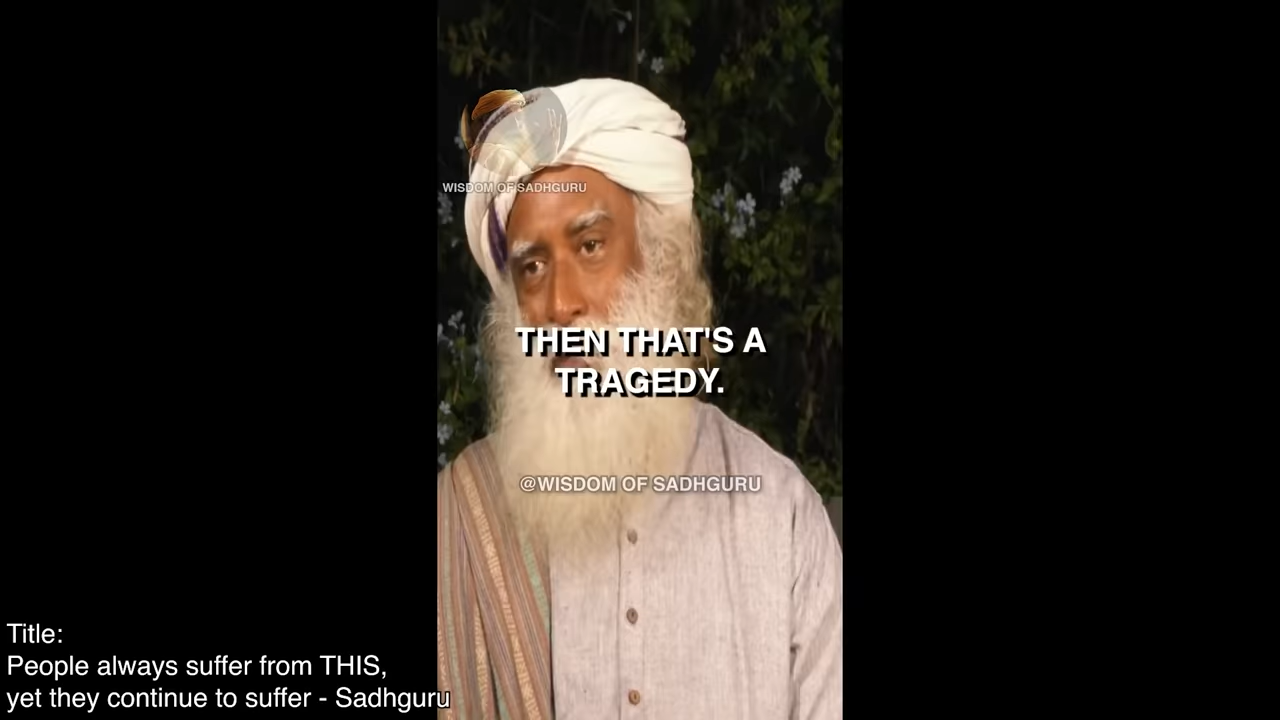 WISDOM OF SADHGURU
THEN THAT'S A
TRAGEDY.
@WISDOM OF SADHGURU
Title:
People always suffer from THIS,
yet they continue to suffer - Sadhguru